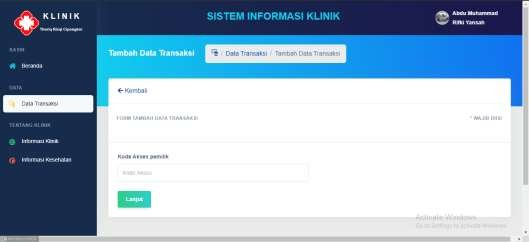 KLINIK
SISTEM INFORMASI KLINIK
Abdu Muhammad
Rifki Yansah
KASIR
Beranda
DATA
Data Transaksi
TENTANG KLINIK
Informasi Klinik
Informasi Kesehatan
Tambah Data Transaksi
/ Data Transaksi / Tambah Data Transaksi
← Kembali
FORM TAMBAH DATA TRANSAKSI
* WAJIB DIISI
Kode Akses pemilik
Kode Akses
Lanjut
Activate Windows
Go to Settings to activate Windows.